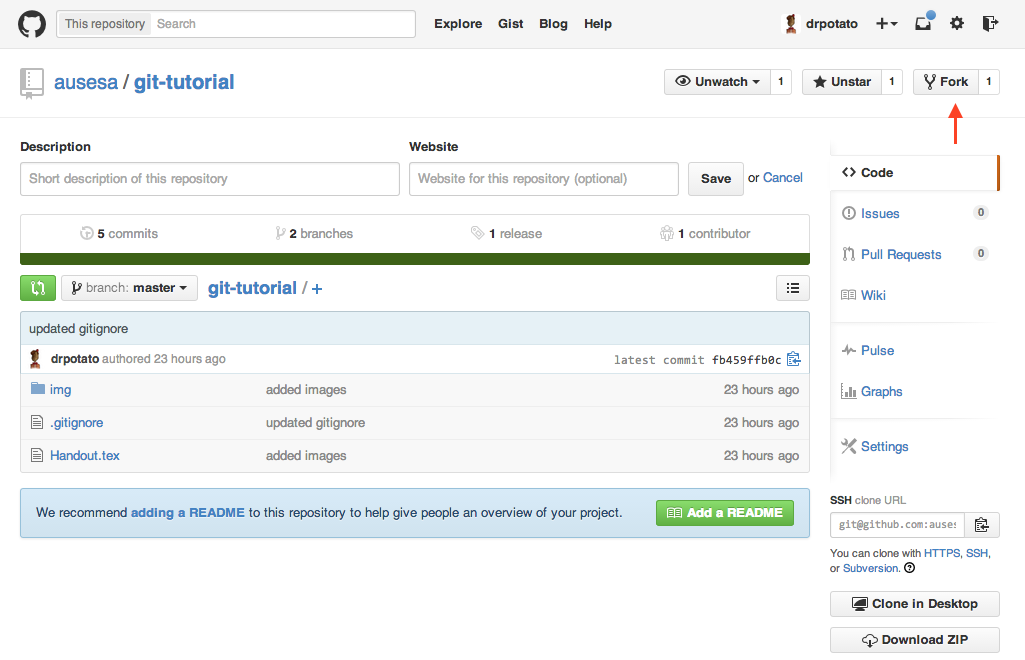 This repository Search Explore Gist Blog Help drpotato
ausesa / git-tutorial Unwatch 1 Unstar 1 Fork 1
Description Website
Short description of this repository Website for this repository (optional) Save or Cancel
<> Code
5 commits 2 branches 1 release 1 contributor
Issues 0
Pull Requests 0
branch: master git-tutorial / +
Wiki
updated gitignore
drpotato authored 23 hours ago latest commit fb459ffb0c
Pulse
img added images 23 hours ago
Graphs
.gitignore updated gitignore 23 hours ago
Settings
Handout.tex added images 23 hours ago
We recommend adding a README to this repository to help give people an overview of your project. Add a README
SSH clone URL
git@github.com:auses
You can clone with HTTPS, SSH,
or Subversion.
Clone in Desktop
Download ZIP